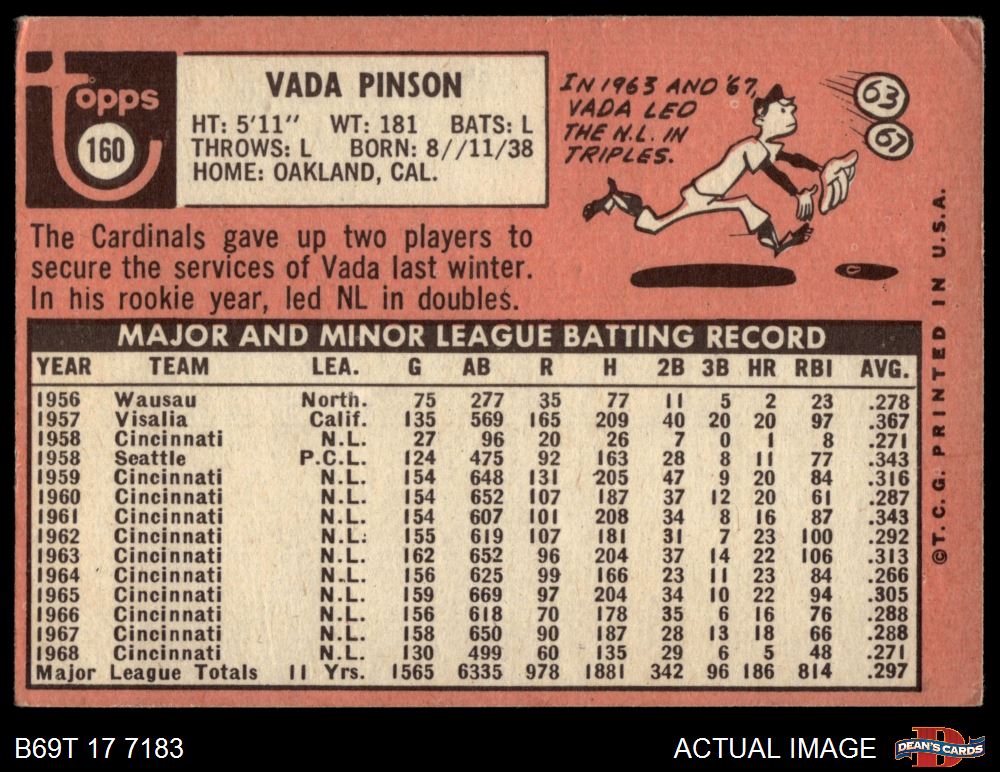 Topps
160
VADA PINSON
HT: 5'11" WT: 181 BATS: L
THROWS: L BORN: 8//11/38
HOME: OAKLAND, CAL.
IN 1963 AND '67,
VADA LED
THE N.L. IN
TRIPLES.
63
67
The Cardinals gave up two players to
secure the services of Vada last winter.
In his rookie year, led NL in doubles.
MAJOR AND MINOR LEAGUE BATTING RECORD
YEAR TEAM LEA. G AB R H 2B 3B HR RBI AVG.
1956 Wausau North. 75 277 35 77 11 5 2 23 .278
1957 Visalia Calif. 135 569 165 209 40 20 20 97 .367
1958 Cincinnati N.L. 27 96 20 26 7 0 1 8 .271
1958 Seattle P.C.L. 124 475 92 163 28 8 11 77 .343
1959 Cincinnati N.L. 154 648 131 205 47 9 20 84 .316
1960 Cincinnati N.L. 154 652 107 187 37 12 20 61 .287
1961 Cincinnati N.L. 154 607 101 208 34 8 16 87 .343
1962 Cincinnati N.L. 155 619 107 181 31 7 23 100 .292
1963 Cincinnati N.L. 162 652 96 204 37 14 22 106 .313
1964 Cincinnati N.L. 156 625 99 166 23 11 23 84 .266
1965 Cincinnati N.L. 159 669 97 204 34 10 22 94 .305
1966 Cincinnati N.L. 156 618 70 178 35 6 16 76 .288
1967 Cincinnati N.L. 158 650 90 187 28 13 18 66 .288
1968 Cincinnati N.L. 130 499 60 135 29 6 5 48 .271
Major League Totals 11 Yrs. 1565 6335 978 1881 342 96 186 814 .297
©T.C.G. PRINTED IN U.S.A.
B69T 17 7183
ACTUAL IMAGE
D
DEAN'S CARDS